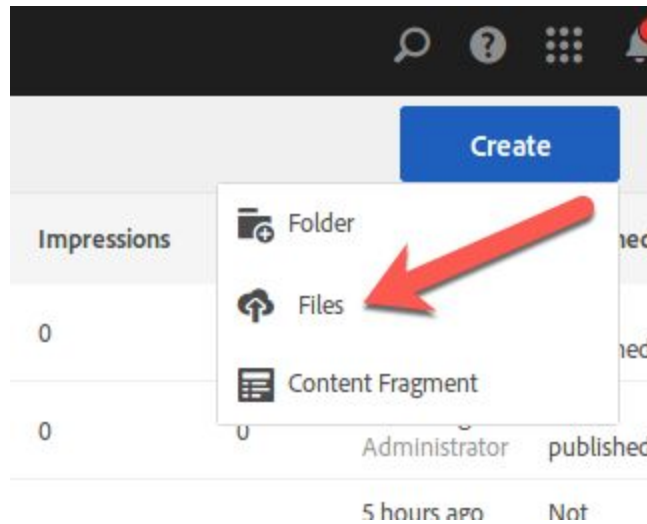 Create
Impressions
Folder
Files
Content Fragment
0
0
0
Administrator
published
5 hours ago
Not